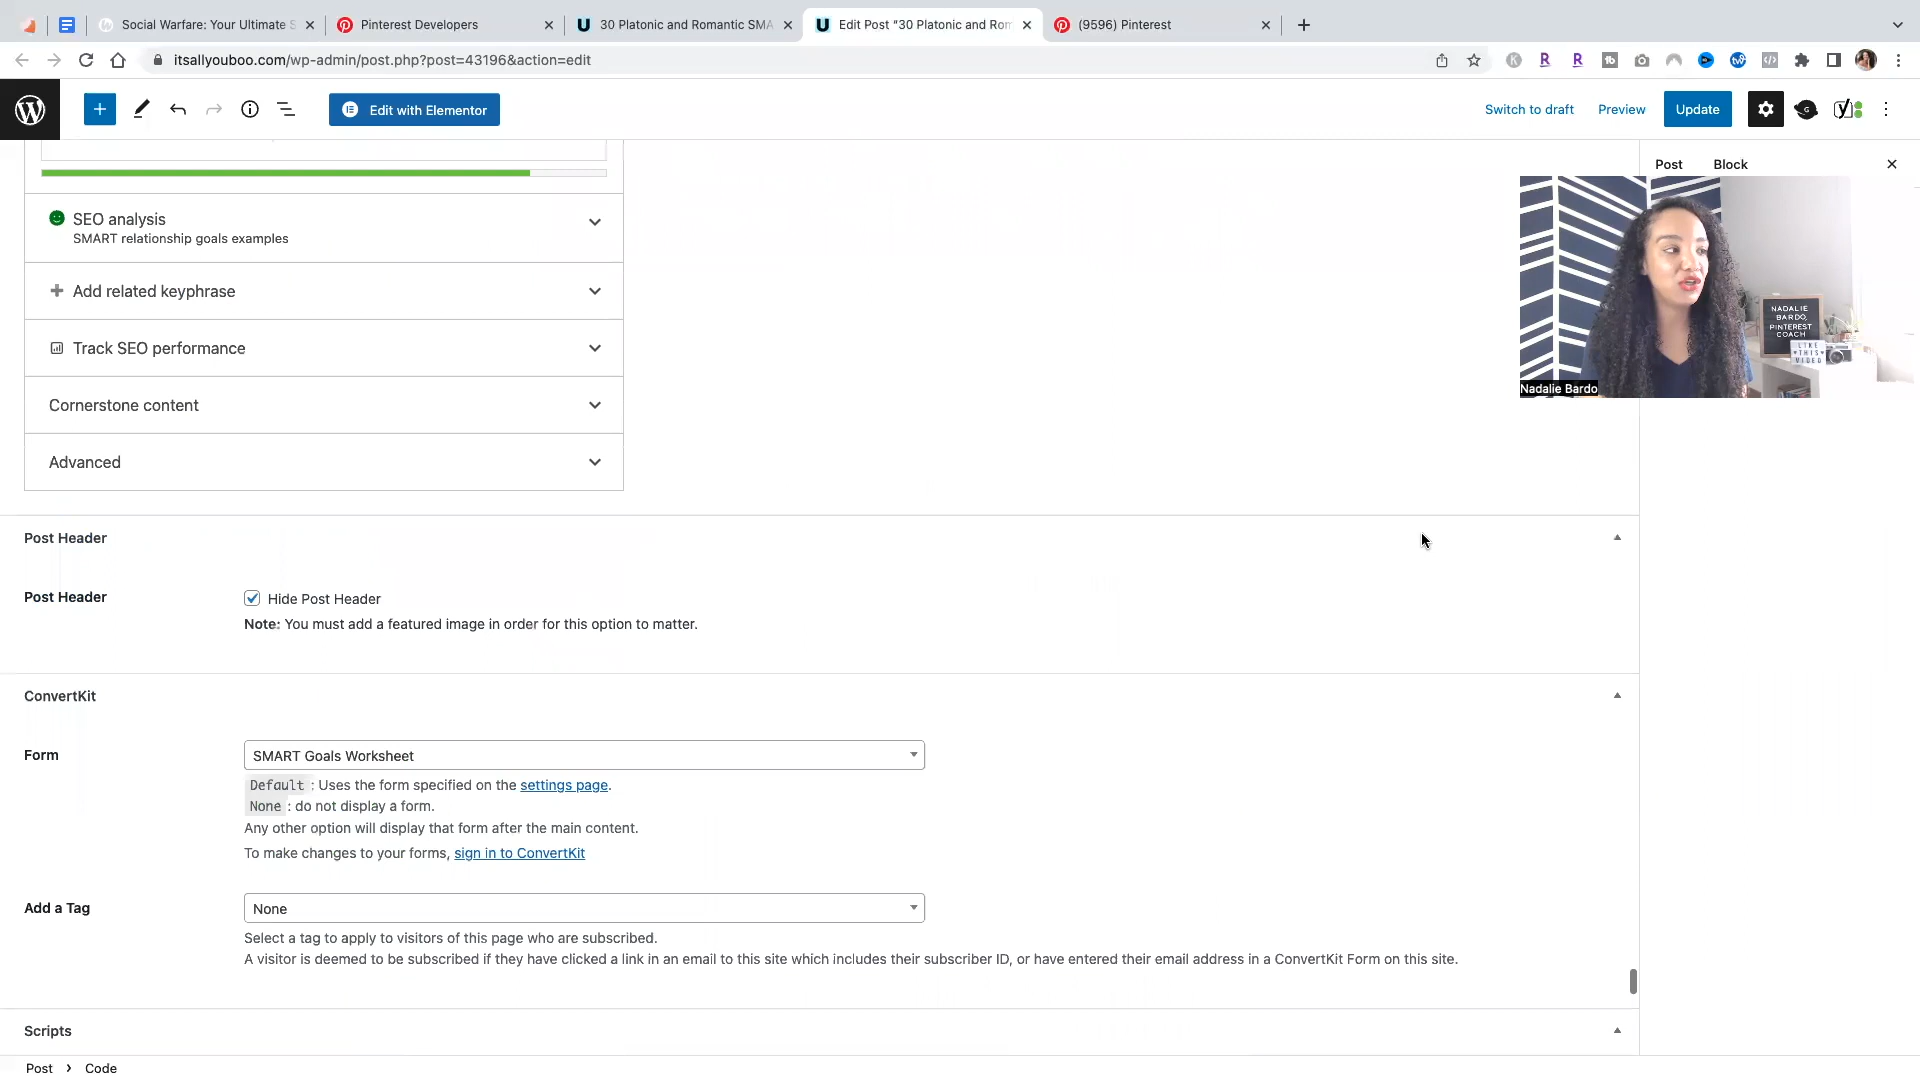 Social Warfare: Your Ultimate S
Pinterest Developers
30 Platonic and Romantic SMA
Edit Post “30 Platonic and Rom
(9596) Pinterest
itsallyouboo.com/wp-admin/post.php?post=43196&action=edit
Edit with Elementor
Switch to draft
Preview
Update
Post
Block
SEO analysis
SMART relationship goals examples
Add related keyphrase
Track SEO performance
Cornerstone content
Advanced
NADALIE
BARDO,
PINTEREST
COACH
LIKE
THIS
VIDEO
Nadalie Bardo
Post Header
Post Header
Hide Post Header
Note: You must add a featured image in order for this option to matter.
ConvertKit
Form
SMART Goals Worksheet
Default : Uses the form specified on the settings page.
None : do not display a form.
Any other option will display that form after the main content.
To make changes to your forms, sign in to ConvertKit
Add a Tag
None
Select a tag to apply to visitors of this page who are subscribed.
A visitor is deemed to be subscribed if they have clicked a link in an email to this site which includes their subscriber ID, or have entered their email address in a ConvertKit Form on this site.
Scripts
Post › Code